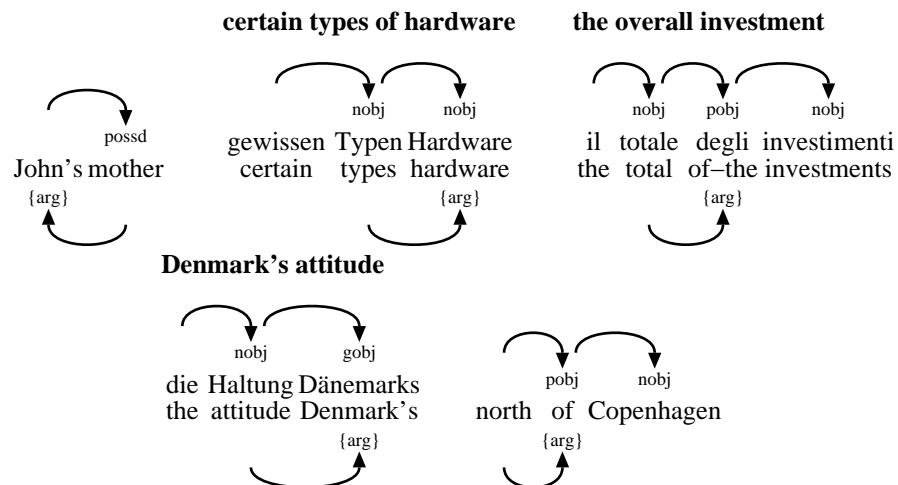 certain types of hardware
the overall investment
nobj nobj
nobj pobj nobj
possd
gewissen Typen Hardware
il totale degli investimenti
John's mother
certain types hardware
the total of–the investments
{arg}
{arg}
{arg}
Denmark's attitude
nobj gobj
pobj nobj
die Haltung Dänemarks
the attitude Denmark's
north of Copenhagen
{arg}
{arg}